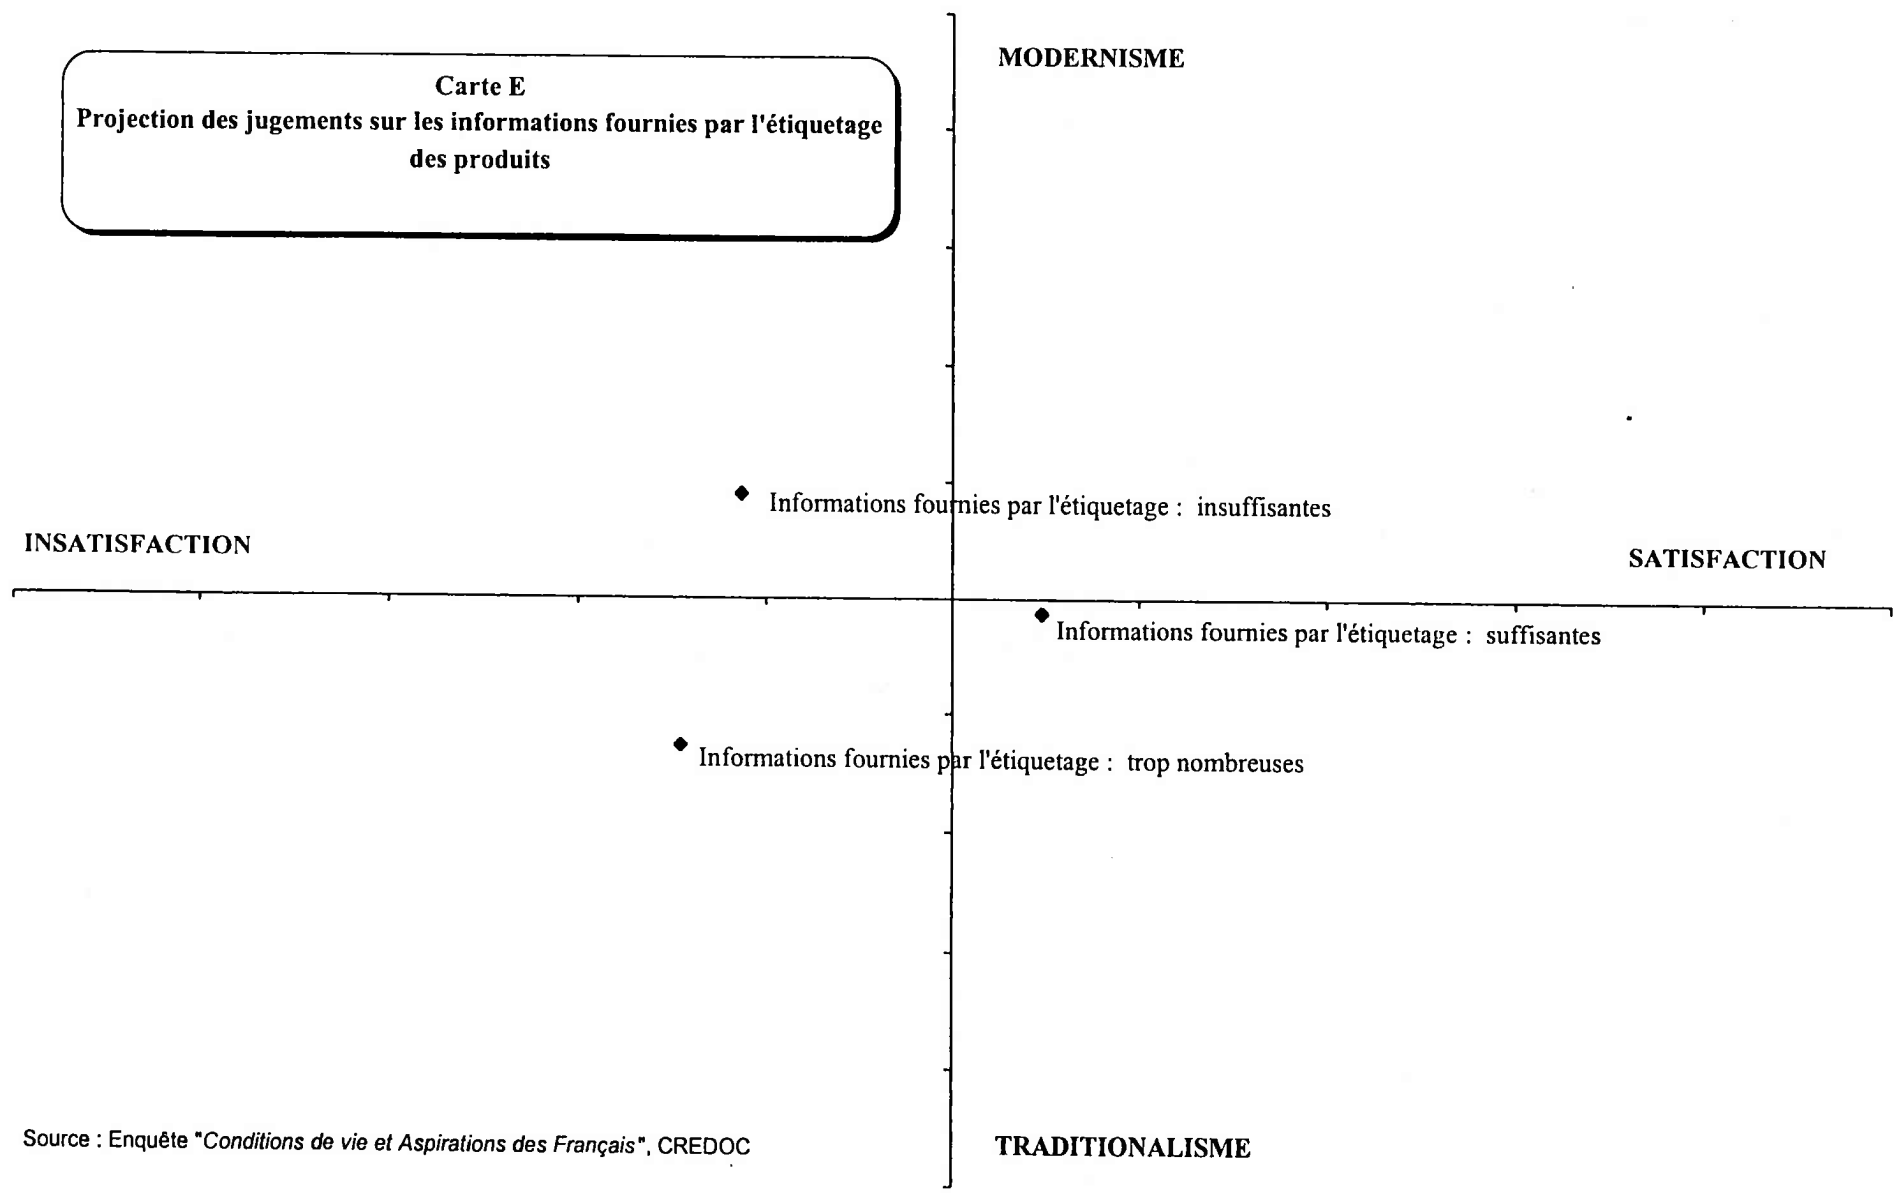 MODERNISME
Carte E
Projection des jugements sur les informations fournies par l'étiquetage
des produits
Informations fournies par l'étiquetage : insuffisantes
INSATISFACTION
SATISFACTION
Informations fournies par l'étiquetage : suffisantes
Informations fournies par l'étiquetage : trop nombreuses
Source : Enquête "Conditions de vie et Aspirations des Français", CREDOC
TRADITIONALISME